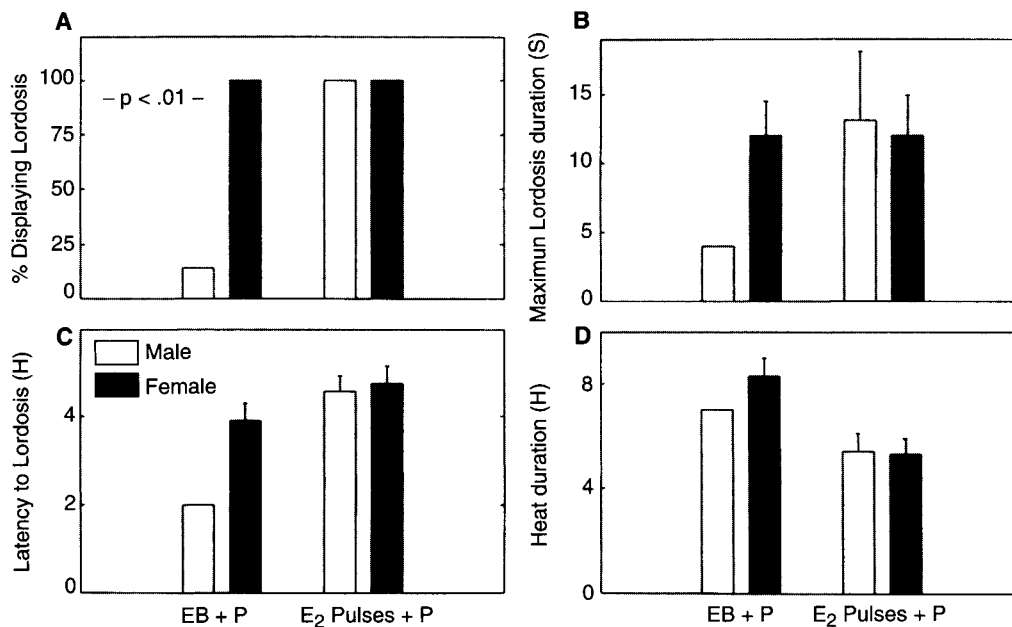 A
% Displaying Lordosis
100
75
50
25
0
– p < .01 –
B
Maximun Lordosis duration (S)
15
10
5
0
C
Latency to Lordosis (H)
4
2
0
Male
Female
EB + P
E₂ Pulses + P
D
Heat duration (H)
8
4
0
EB + P
E₂ Pulses + P